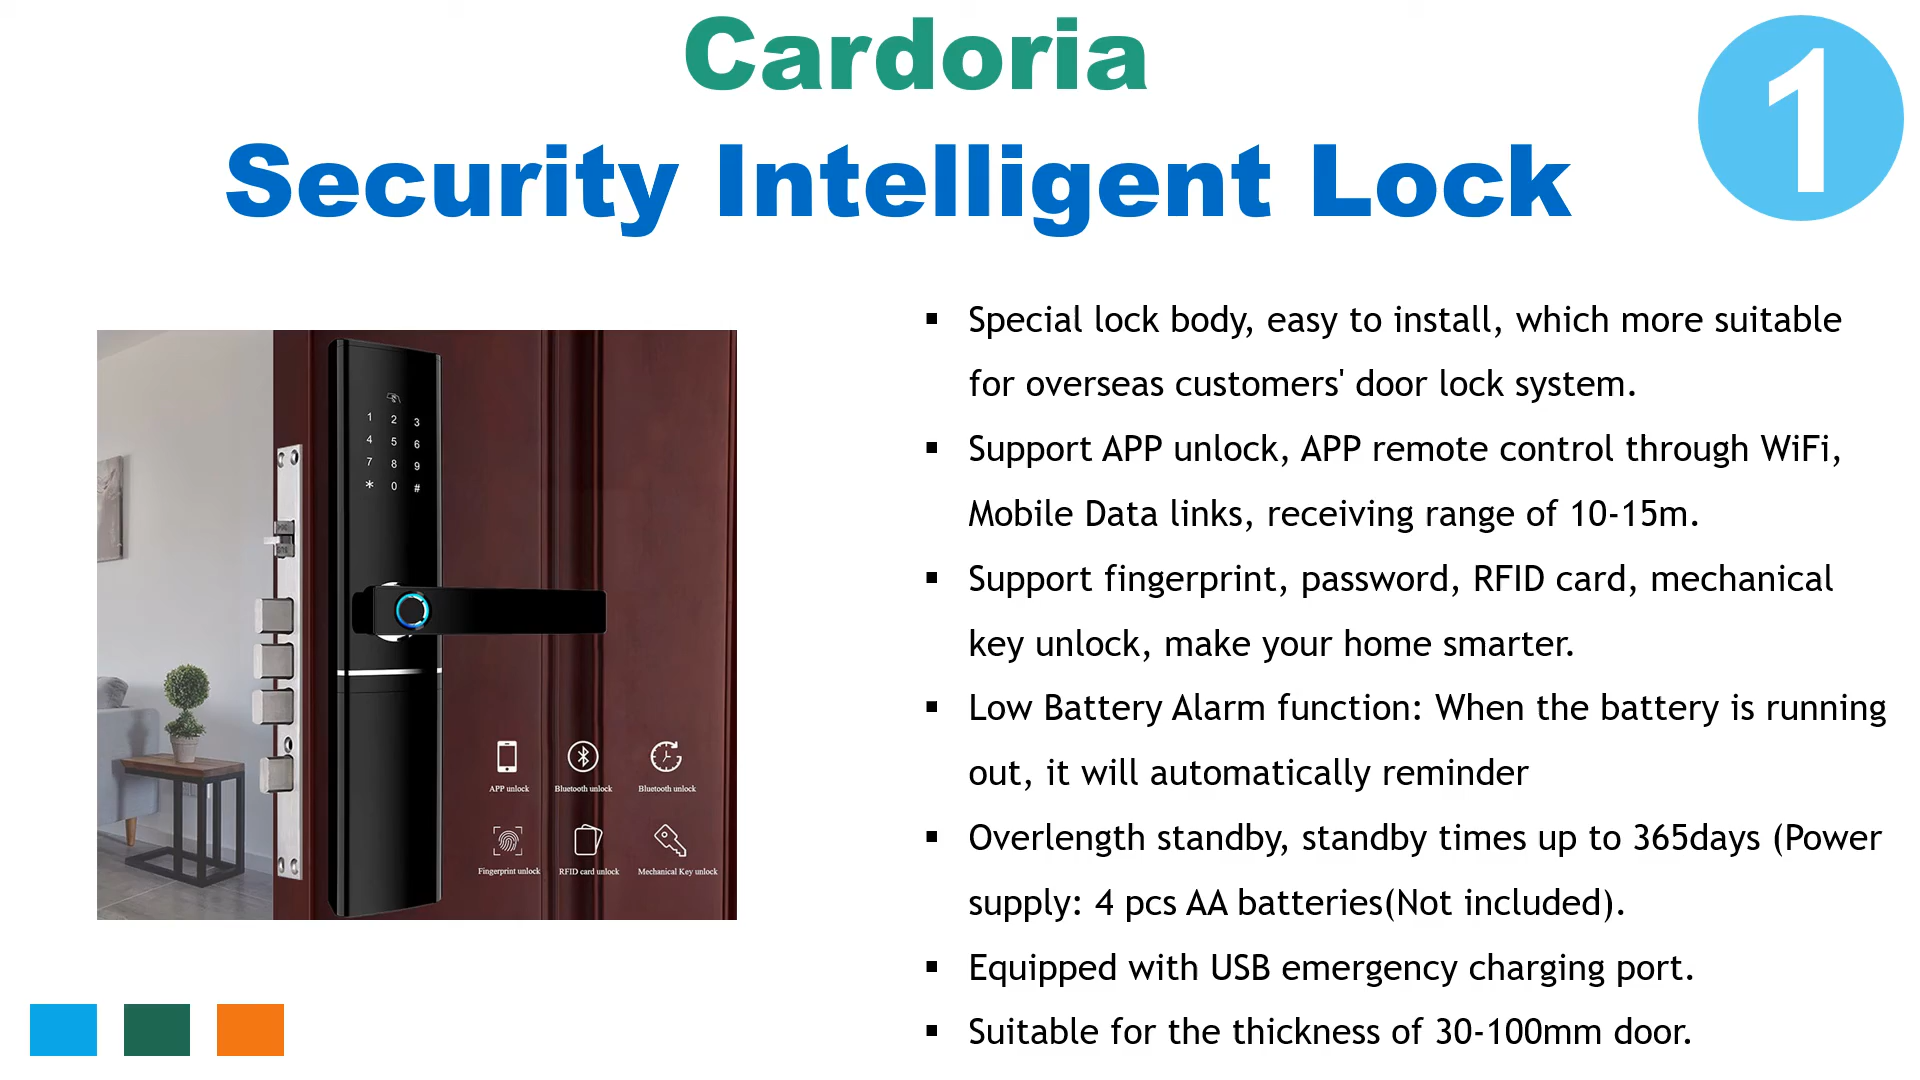 Cardoria
1
Security Intelligent Lock
▪ Special lock body, easy to install, which more suitable
for overseas customers' door lock system.
▪ Support APP unlock, APP remote control through WiFi,
Mobile Data links, receiving range of 10-15m.
▪ Support fingerprint, password, RFID card, mechanical
key unlock, make your home smarter.
▪ Low Battery Alarm function: When the battery is running
out, it will automatically reminder
▪ Overlength standby, standby times up to 365days (Power
supply: 4 pcs AA batteries(Not included).
▪ Equipped with USB emergency charging port.
▪ Suitable for the thickness of 30-100mm door.
1 2 3
4 5 6
7 8 9
* 0 #
APP unlock Bluetooth unlock Bluetooth unlock
Fingerprint unlock RFID card unlock Mechanical Key unlock